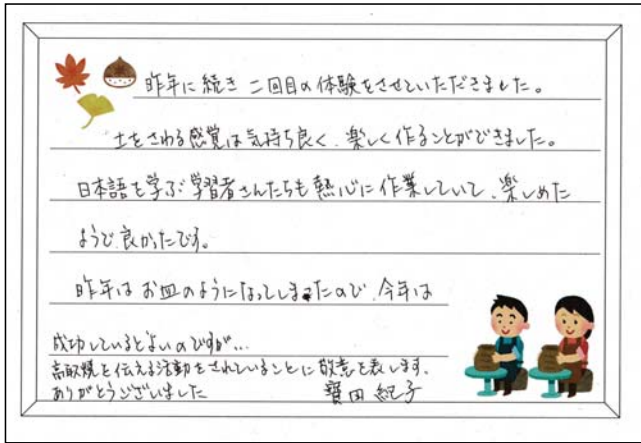 昨年に続き 二回目の体験をさせていただきました。
土をさわる感覚は気持ち良く、楽しく作ることができました。
日本語を学ぶ学習者さんたちも熱心に作業していて、楽しめた
ようで良かったです。
昨年はお皿のようになってしまったので、今年は
成功しているとよいのですが…
高取焼を伝える活動をされていることに敬意を表します。
ありがとうございました 寳田 紀子